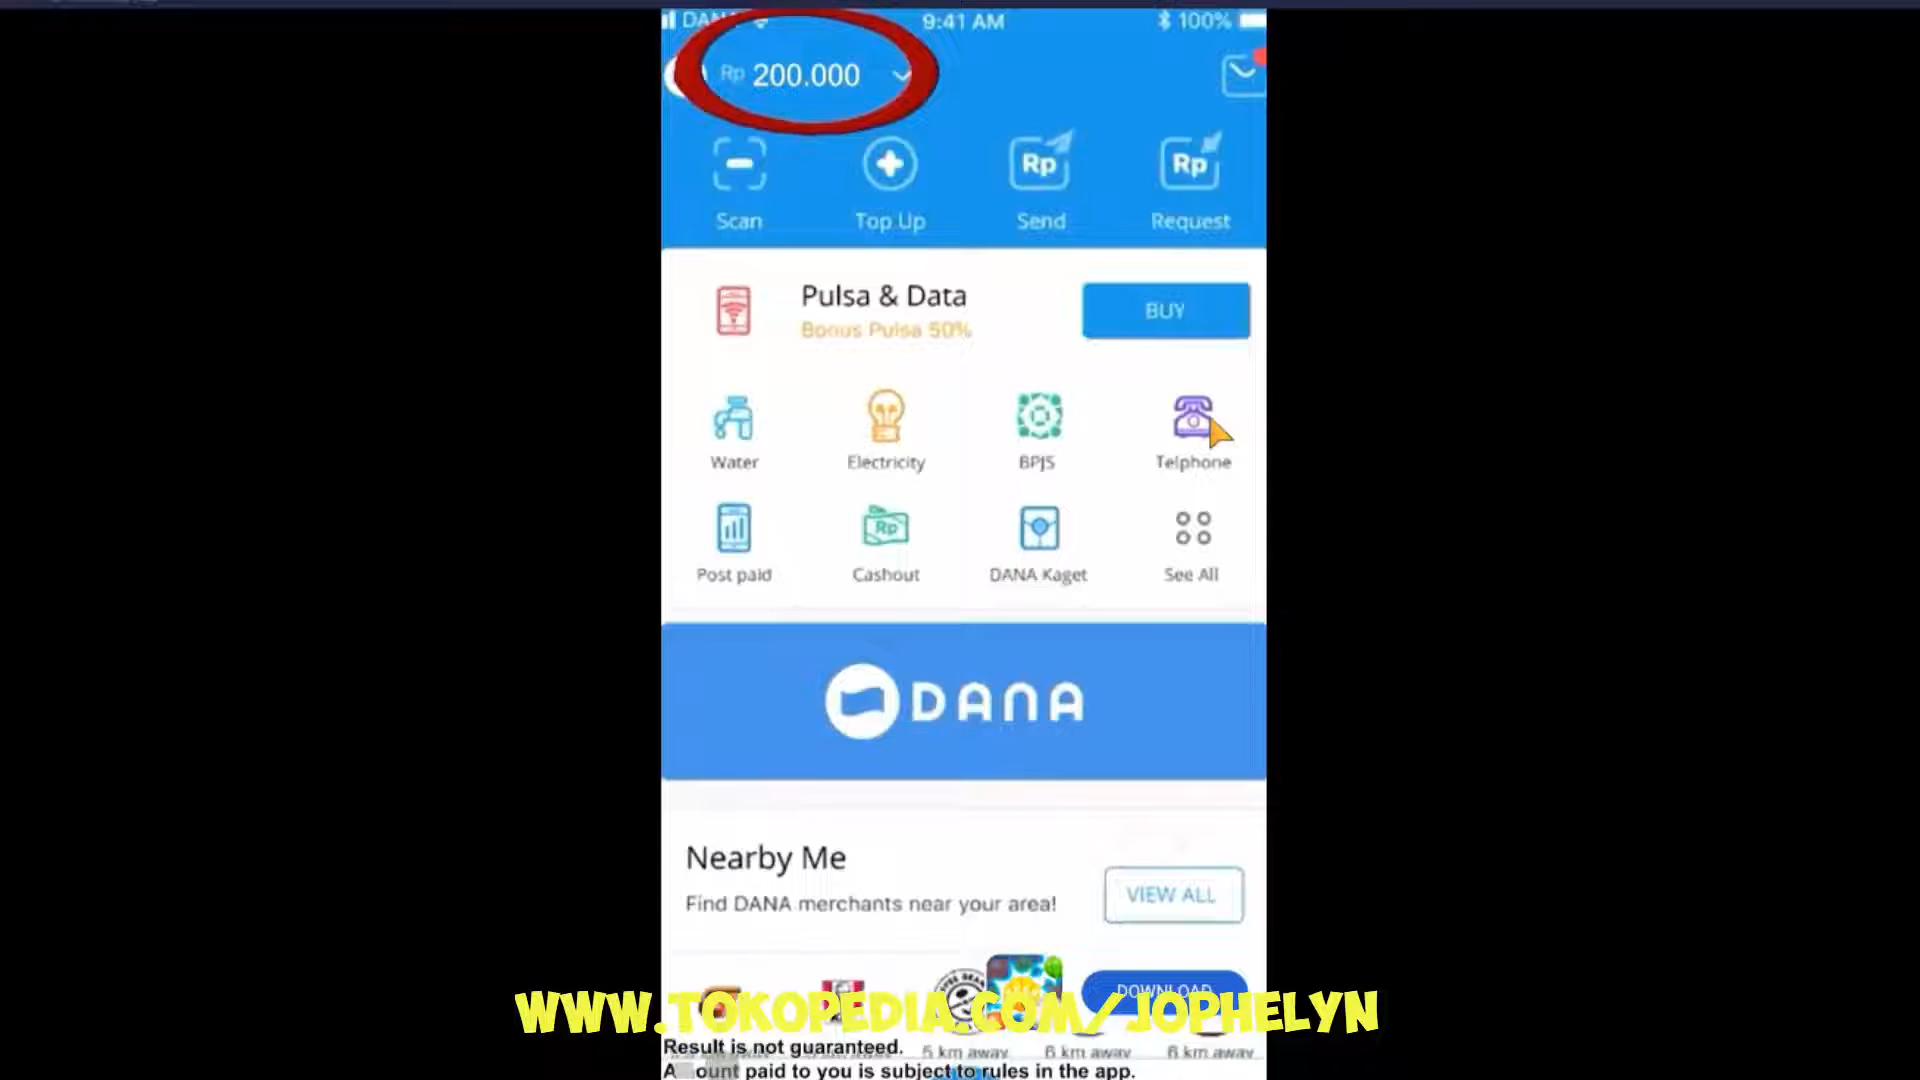 9:41 AM 100%
Rp 200.000
Scan Top Up Send Request
Pulsa & Data
Bonus Pulsa 50%
BUY
Water Electricity BPJS Telphone
Post paid Cashout DANA Kaget See All
DANA
Nearby Me
Find DANA merchants near your area!
VIEW ALL
DOWNLOAD
WWW.TOKOPEDIA.COM/JOPHELYN
Result is not guaranteed.
5 km away 6 km away 6 km away
paid to you is subject to rules in the app.